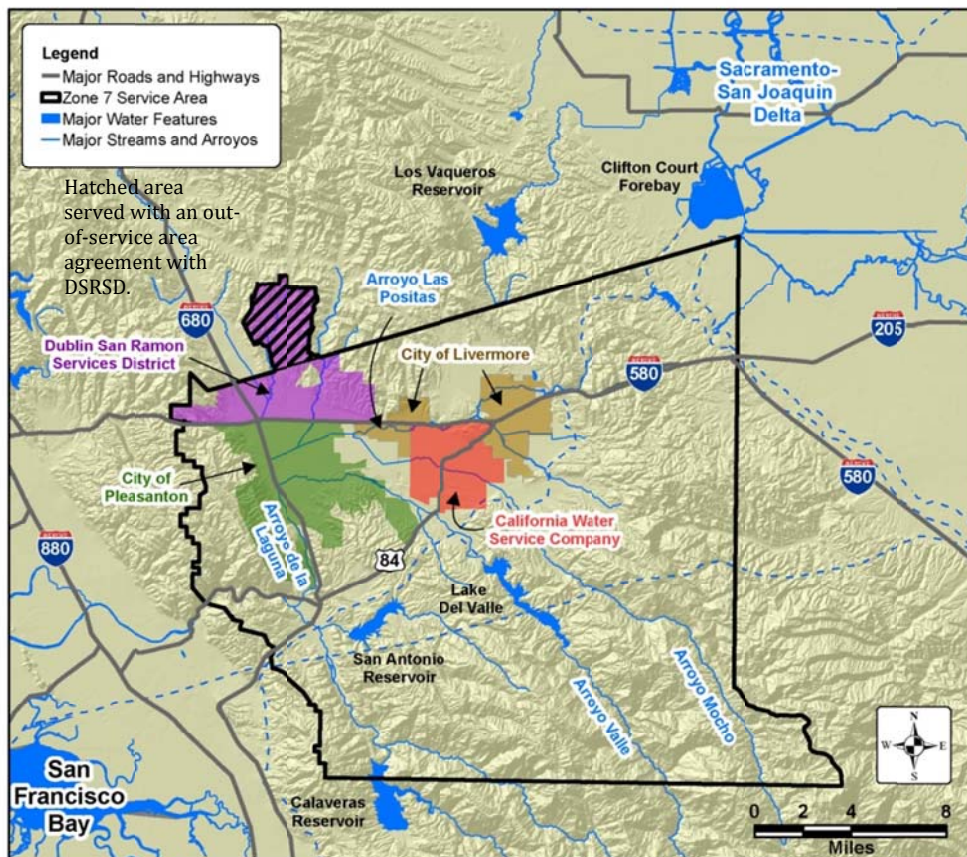 Legend
Major Roads and Highways
Zone 7 Service Area
Major Water Features
Major Streams and Arroyos
Hatched area
served with an out-
of-service area
agreement with
DSRSD.
Sacramento-
San Joaquin
Delta
Los Vaqueros
Reservoir
Clifton Court
Forebay
Arroyo Las
Positas
680
205
Dublin San Ramon
Services District
City of Livermore
580
City of
Pleasanton
580
California Water
Service Company
880
Arroyo de la
Laguna
84
Lake
Del Valle
San Antonio
Reservoir
Arroyo Valle
Arroyo Mocho
N
W E
S
San
Francisco
Bay
Calaveras
Reservoir
0 2 4 8
Miles